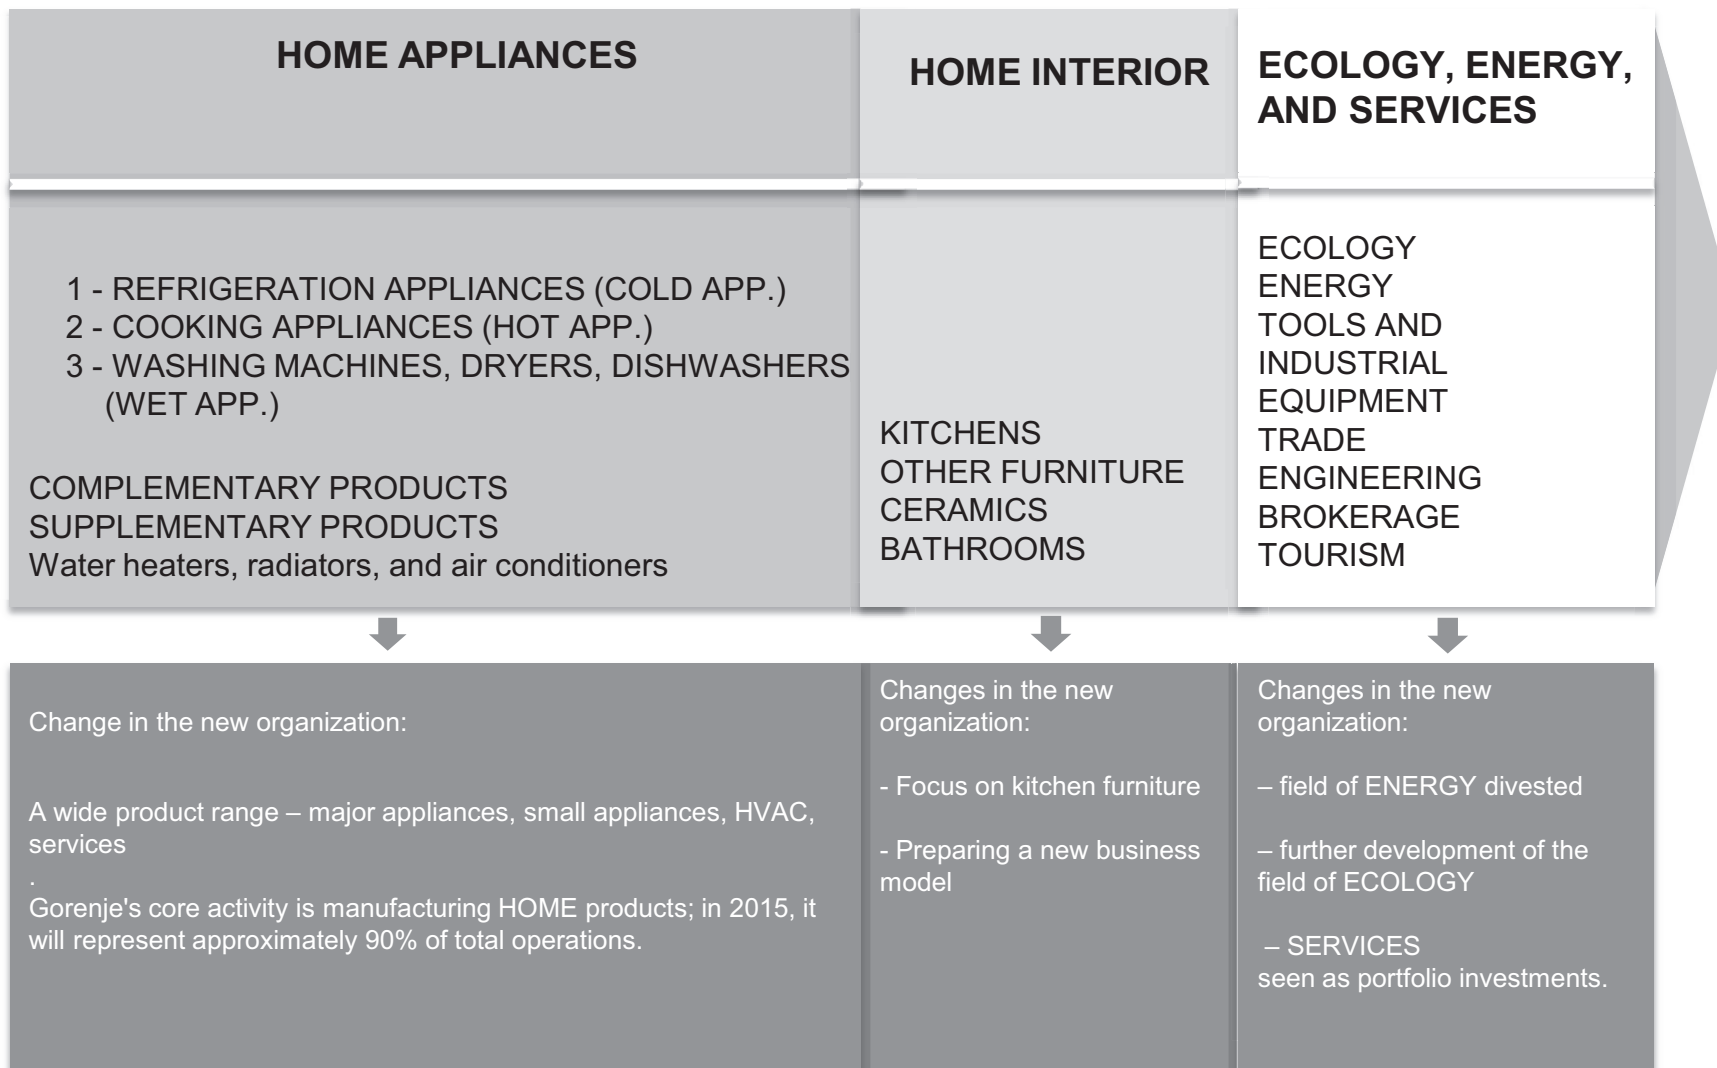 HOME APPLIANCES
1 - REFRIGERATION APPLIANCES (COLD APP.)
2 - COOKING APPLIANCES (HOT APP.)
3 - WASHING MACHINES, DRYERS, DISHWASHERS
(WET APP.)
COMPLEMENTARY PRODUCTS
SUPPLEMENTARY PRODUCTS
Water heaters, radiators, and air conditioners
HOME INTERIOR
KITCHENS
OTHER FURNITURE
CERAMICS
BATHROOMS
ECOLOGY, ENERGY,
AND SERVICES
ECOLOGY
ENERGY
TOOLS AND
INDUSTRIAL
EQUIPMENT
TRADE
ENGINEERING
BROKERAGE
TOURISM
Change in the new organization:
A wide product range – major appliances, small appliances, HVAC,
services
.
Gorenje's core activity is manufacturing HOME products; in 2015, it
will represent approximately 90% of total operations.
Changes in the new
organization:
- Focus on kitchen furniture
- Preparing a new business
model
Changes in the new
organization:
– field of ENERGY divested
– further development of the
field of ECOLOGY
– SERVICES
seen as portfolio investments.